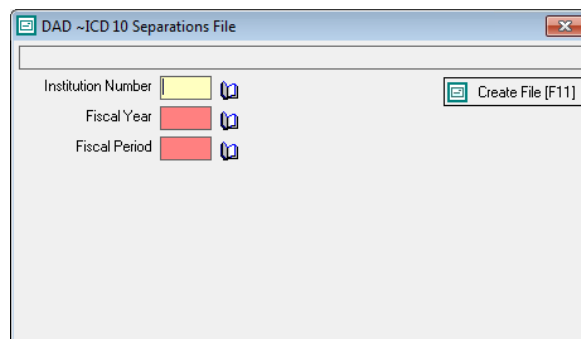 DAD ~ICD 10 Separations File
Institution Number
Create File [F11]
Fiscal Year
Fiscal Period